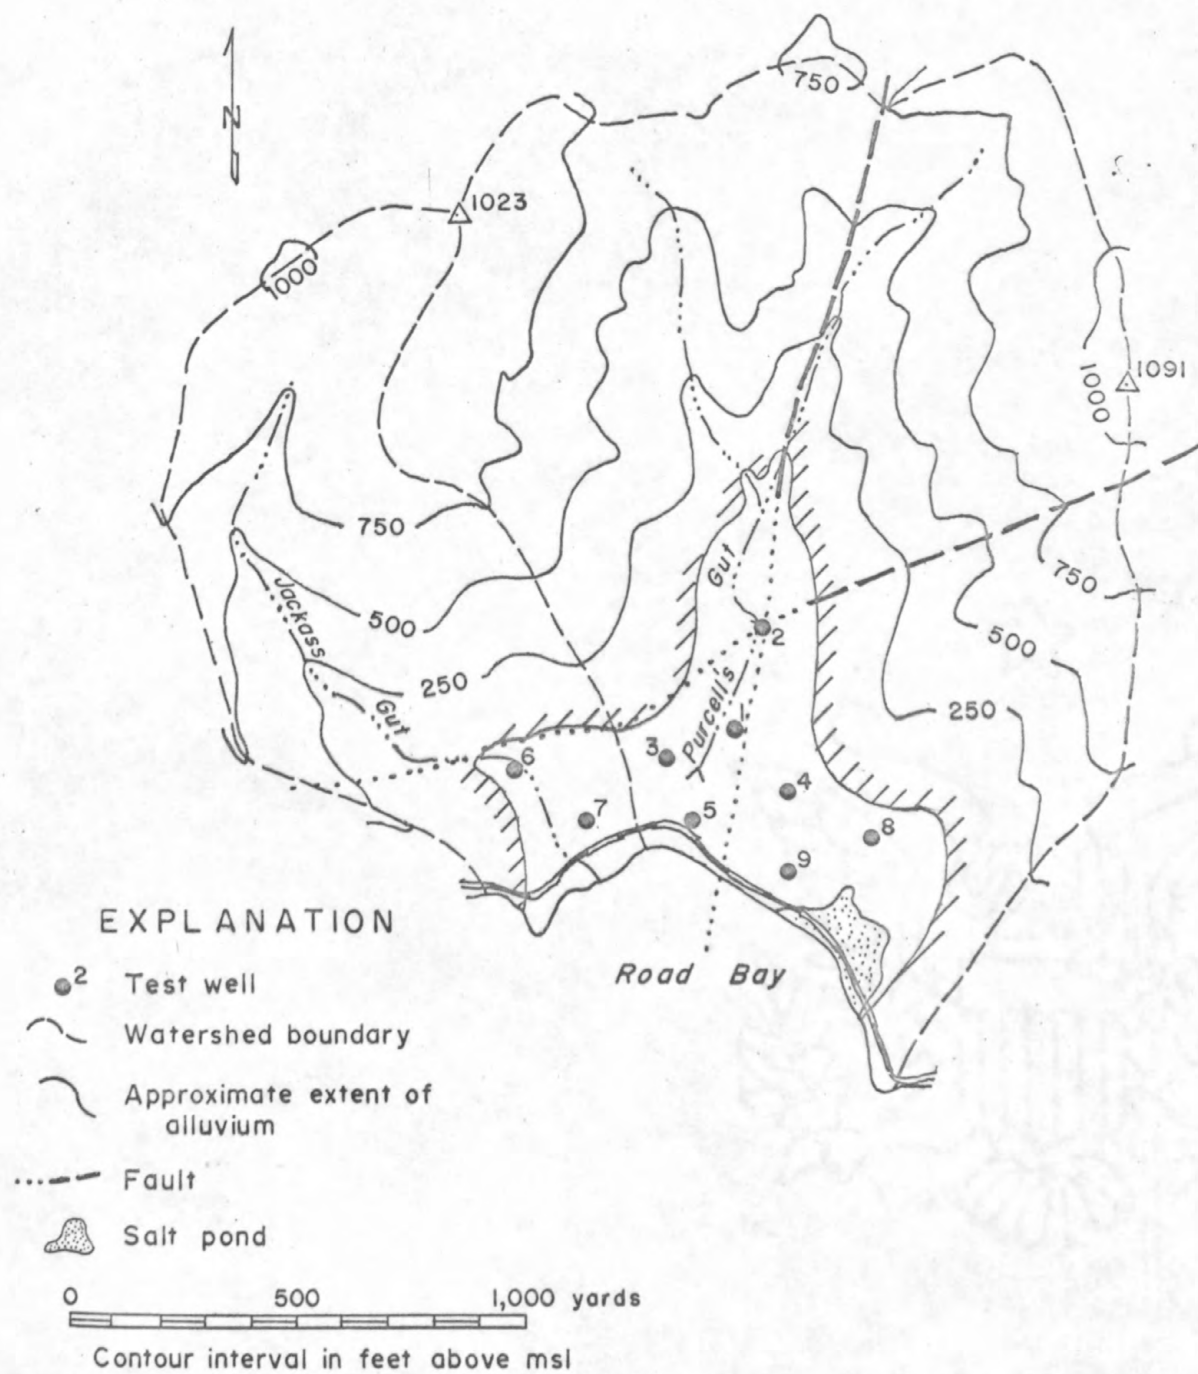 750
N
1023
1000
1091
1000
750
Jackass
Gut
500
250
Gut
2
750
500
250
Purcell's
3
6
4
7
5
8
9
Road Bay
EXPLANATION
2 Test well
Watershed boundary
Approximate extent of
alluvium
Fault
Salt pond
0 500 1,000 yards
Contour interval in feet above msl